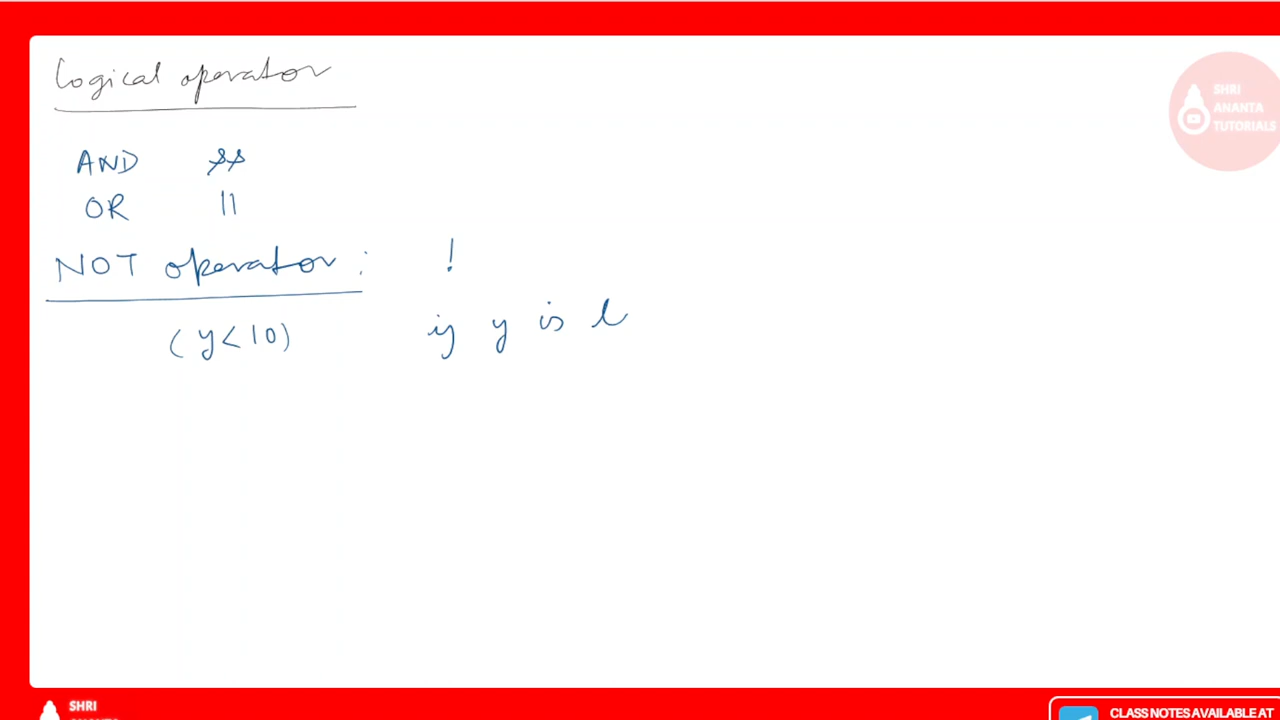 Logical operator
SHRI
ANANTA
TUTORIALS
AND &&
OR ||
NOT operator : !
(y<10) if y is l
SHRI
CLASS NOTES AVAILABLE AT